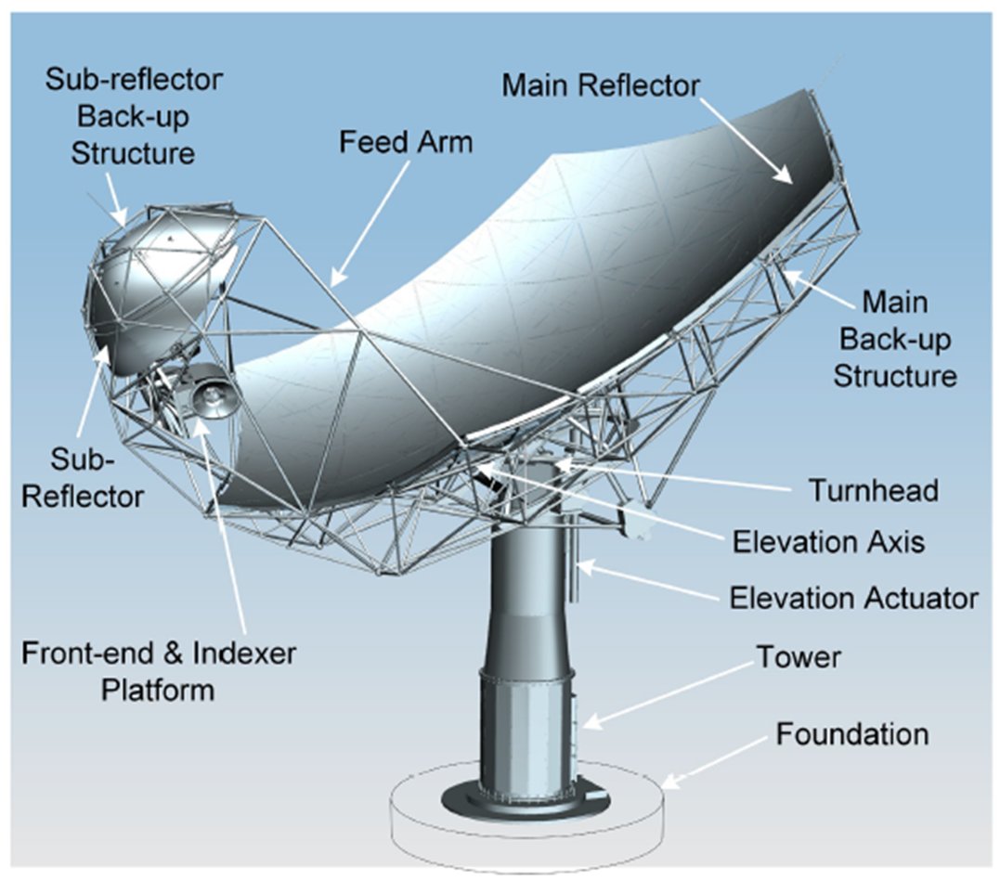 Sub-reflector
Back-up
Structure
Feed Arm
Main Reflector
Main
Back-up
Structure
Sub-
Reflector
Turnhead
Elevation Axis
Elevation Actuator
Front-end & Indexer
Platform
Tower
Foundation